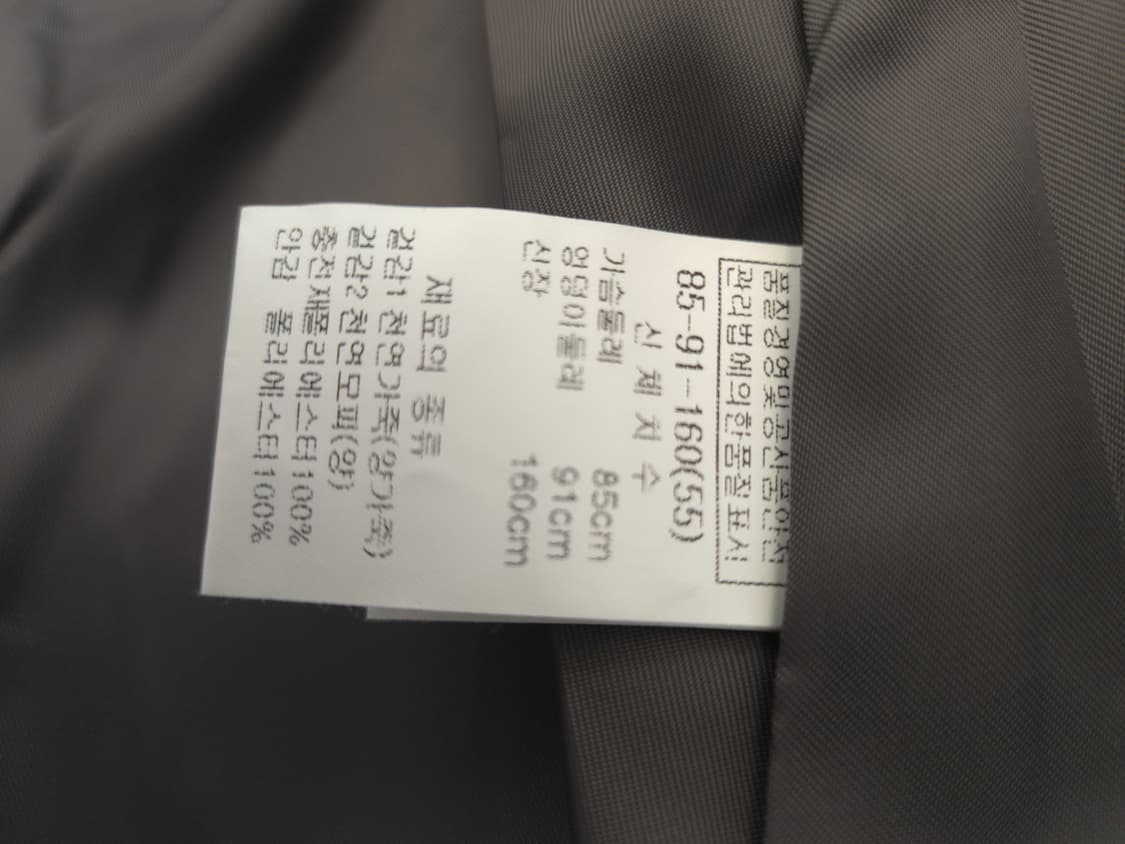 품질경영및공산품안전
관리법에의한품질표시
85-91-160(55)
신 체 치 수
가슴둘레 85cm
엉덩이둘레 91cm
신장 160cm
재료의 종류
겉감1 천연가죽(양가죽)
겉감2 천연모피(양)
충전재폴리에스터100%
안감 폴리에스터100%